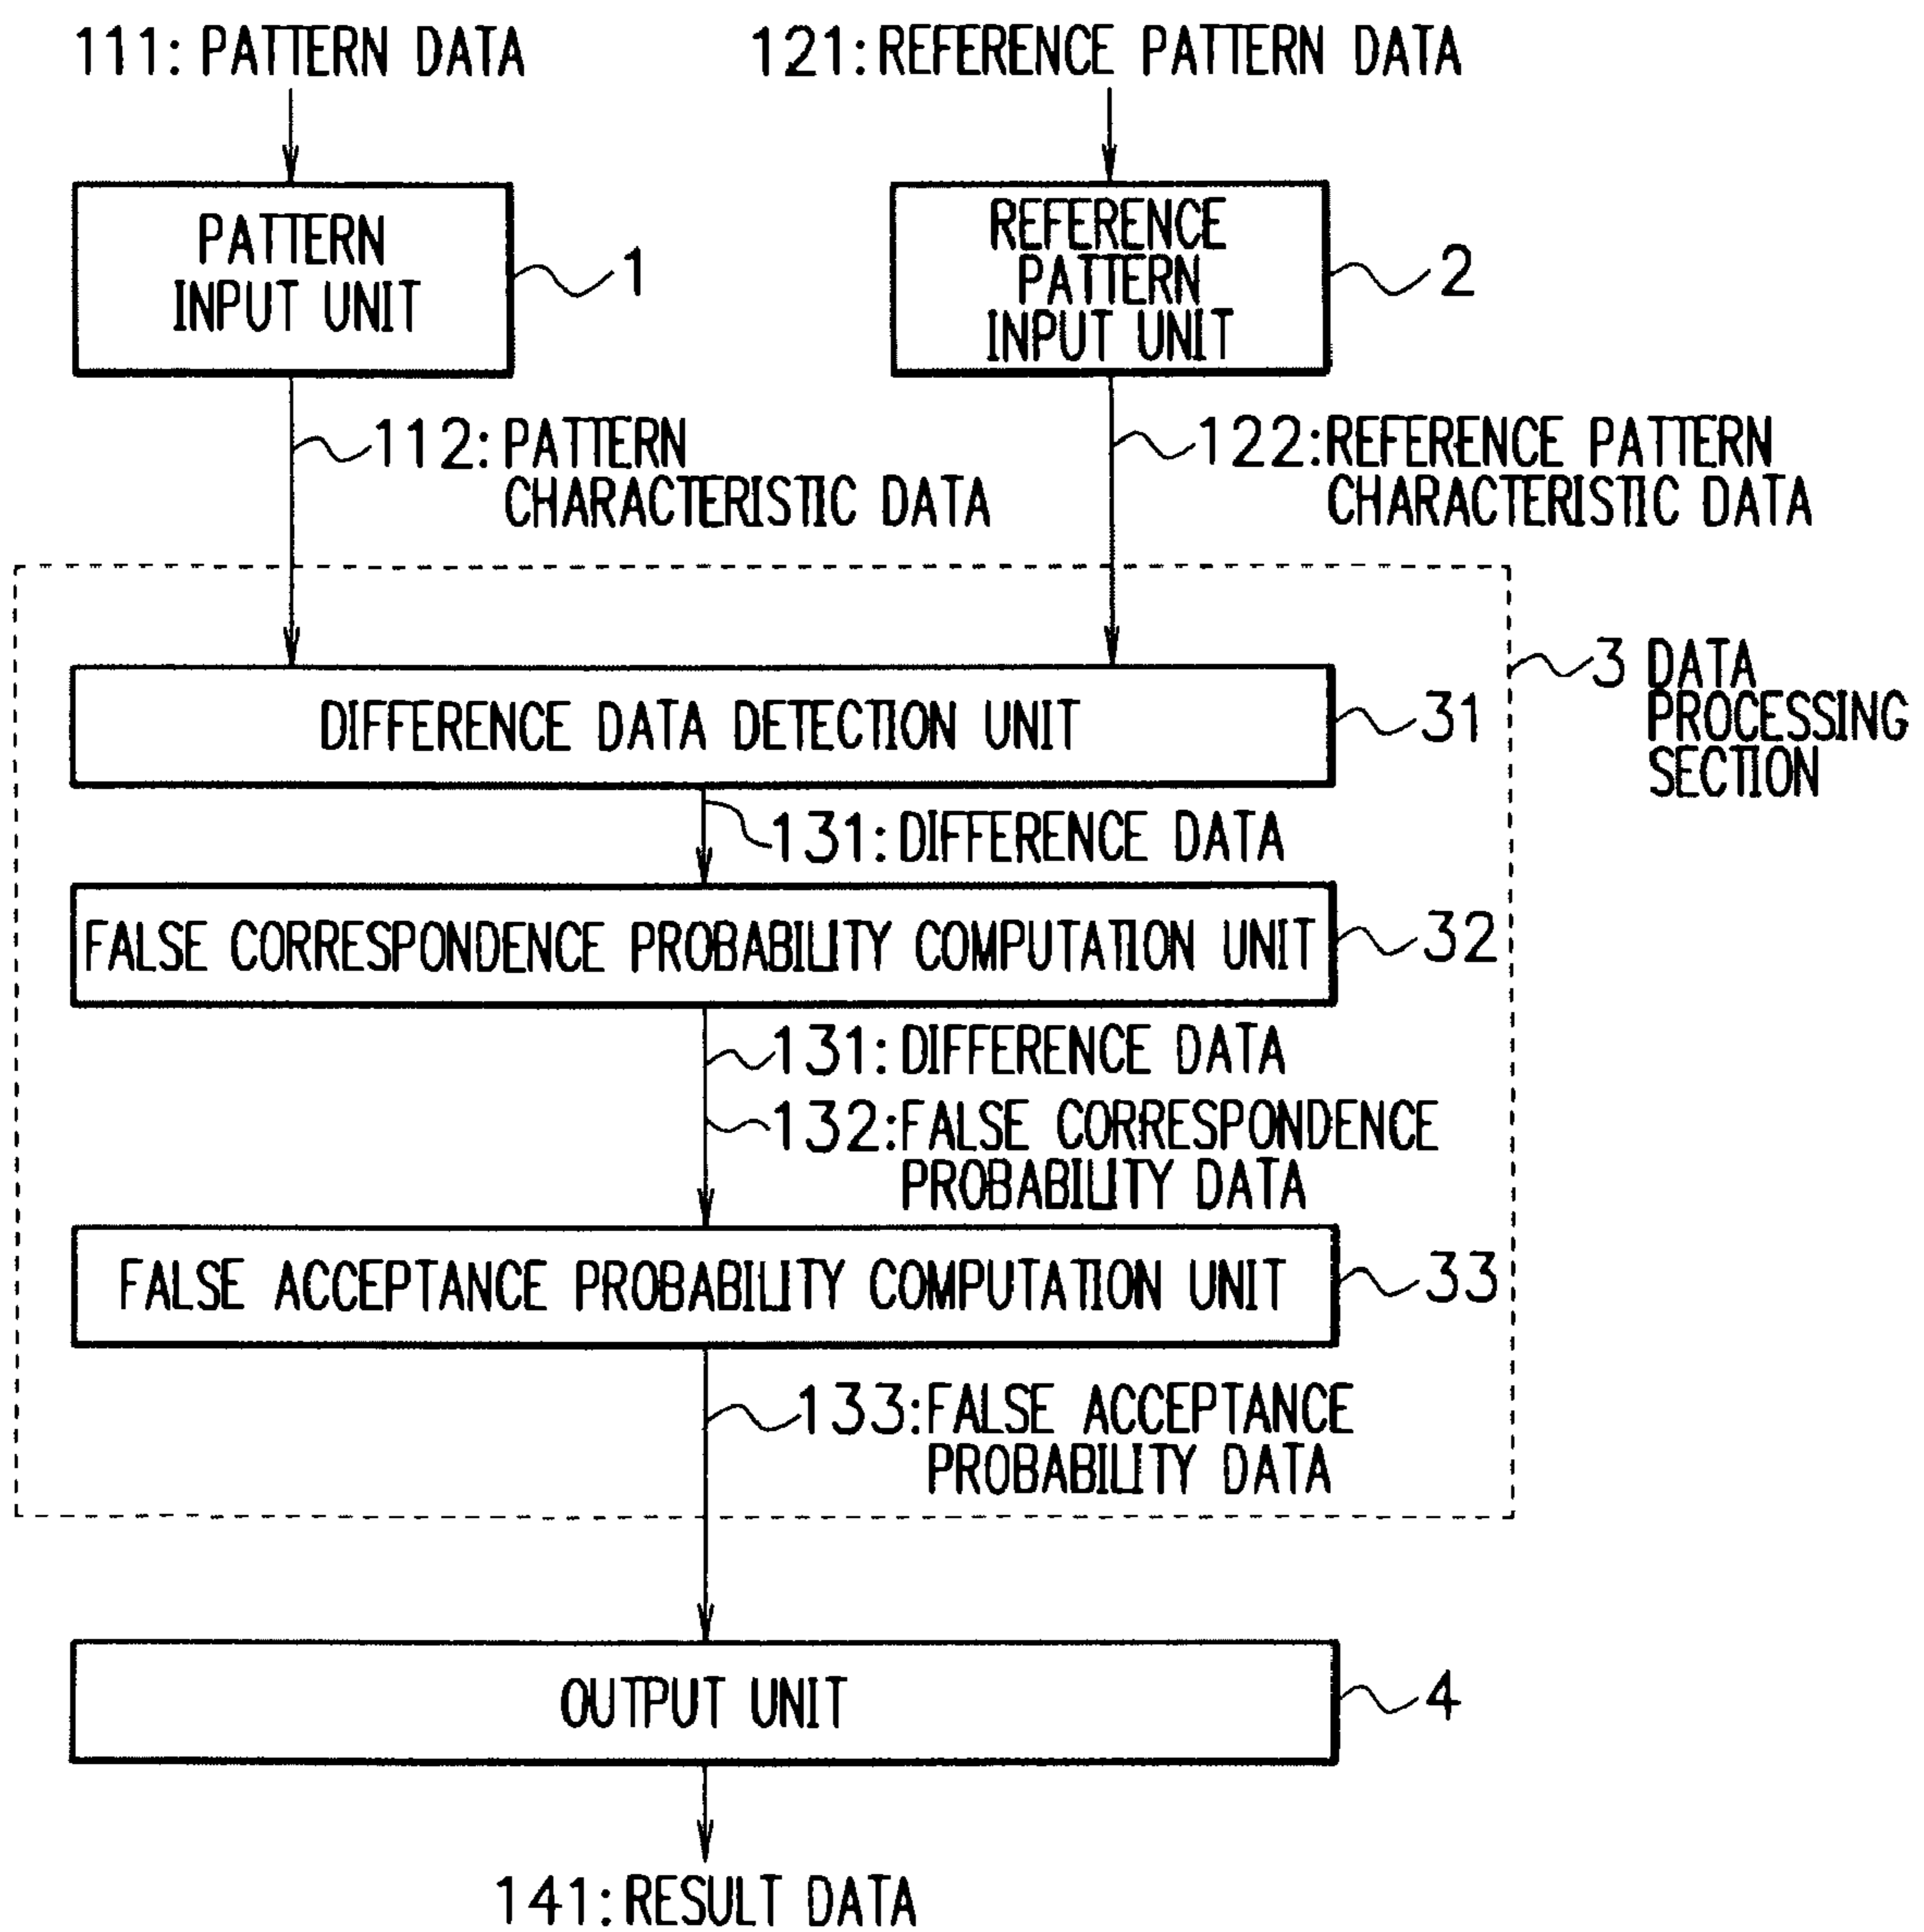 111: PATTERN DATA
121: REFERENCE PATTERN DATA
PATTERN
INPUT UNIT
1
REFERENCE
PATTERN
INPUT UNIT
2
112: PATTERN
CHARACTERISTIC DATA
122: REFERENCE PATTERN
CHARACTERISTIC DATA
3 DATA
PROCESSING
SECTION
DIFFERENCE DATA DETECTION UNIT
31
131: DIFFERENCE DATA
FALSE CORRESPONDENCE PROBABILITY COMPUTATION UNIT
32
131: DIFFERENCE DATA
132: FALSE CORRESPONDENCE
PROBABILITY DATA
FALSE ACCEPTANCE PROBABILITY COMPUTATION UNIT
33
133: FALSE ACCEPTANCE
PROBABILITY DATA
OUTPUT UNIT
4
141: RESULT DATA